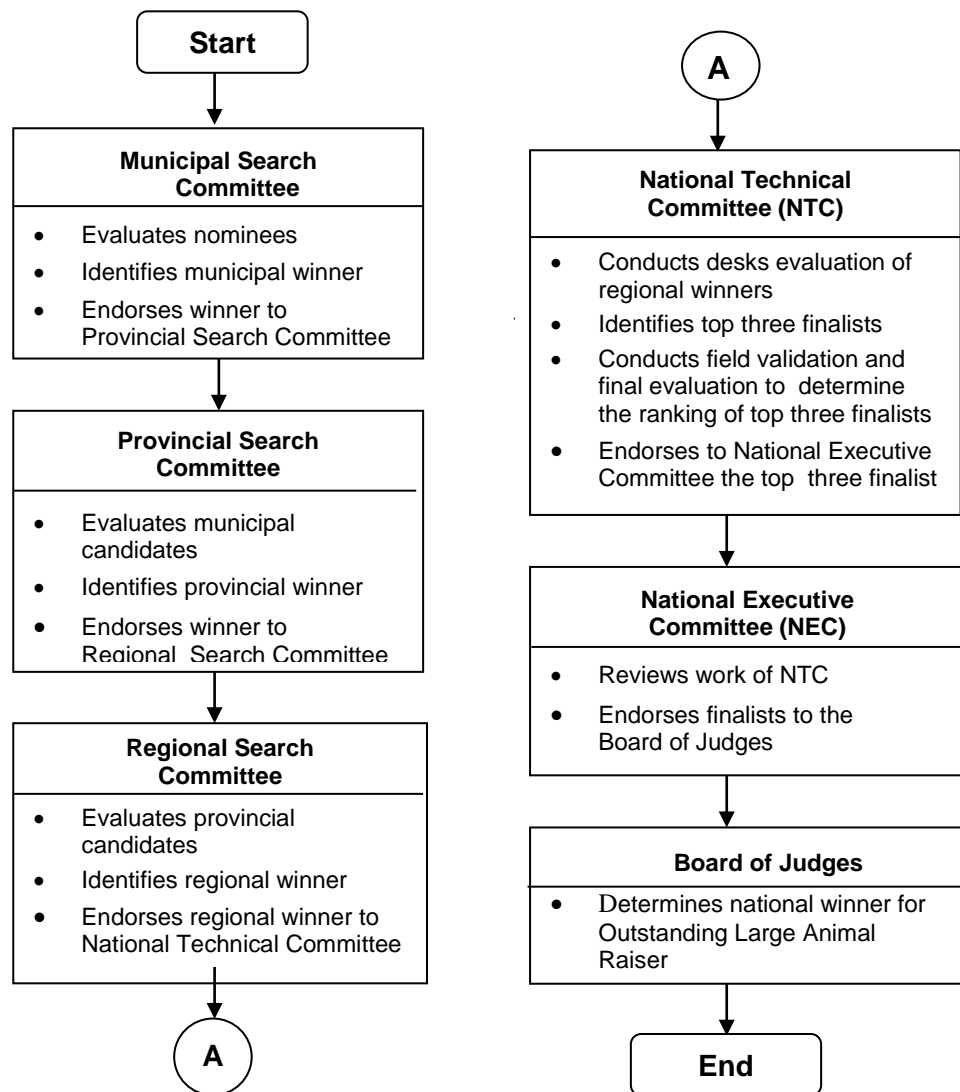 Start
Municipal Search
Committee
• Evaluates nominees
• Identifies municipal winner
• Endorses winner to
Provincial Search Committee
Provincial Search
Committee
• Evaluates municipal
candidates
• Identifies provincial winner
• Endorses winner to
Regional Search Committee
Regional Search
Committee
• Evaluates provincial
candidates
• Identifies regional winner
• Endorses regional winner to
National Technical Committee
A
A
National Technical
Committee (NTC)
• Conducts desks evaluation of
regional winners
• Identifies top three finalists
• Conducts field validation and
final evaluation to determine
the ranking of top three finalists
• Endorses to National Executive
Committee the top three finalist
National Executive
Committee (NEC)
• Reviews work of NTC
• Endorses finalists to the
Board of Judges
Board of Judges
• Determines national winner for
Outstanding Large Animal
Raiser
End